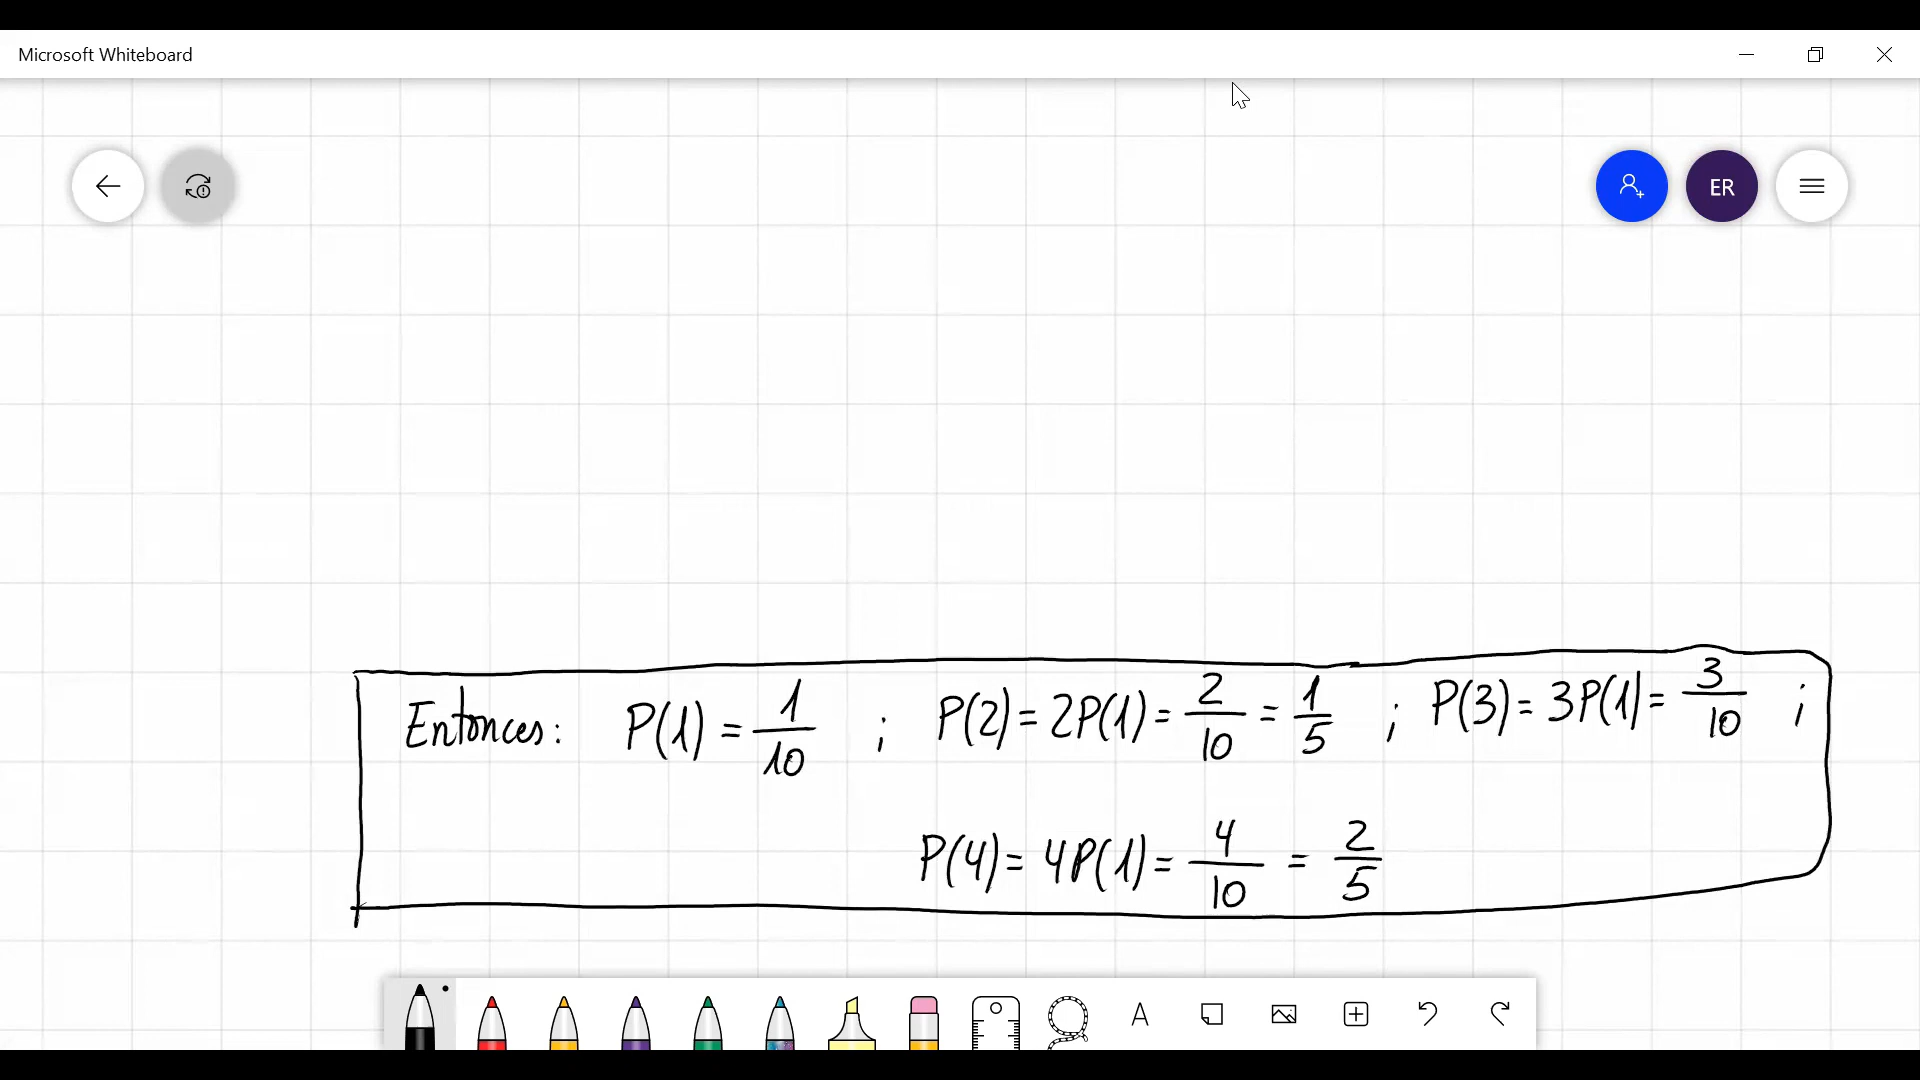 Microsoft Whiteboard
ER
Entonces: P(1) = 1/10 ; P(2) = 2P(1) = 2/10 = 1/5 ; P(3) = 3P(1) = 3/10 ;
P(4) = 4P(1) = 4/10 = 2/5
A